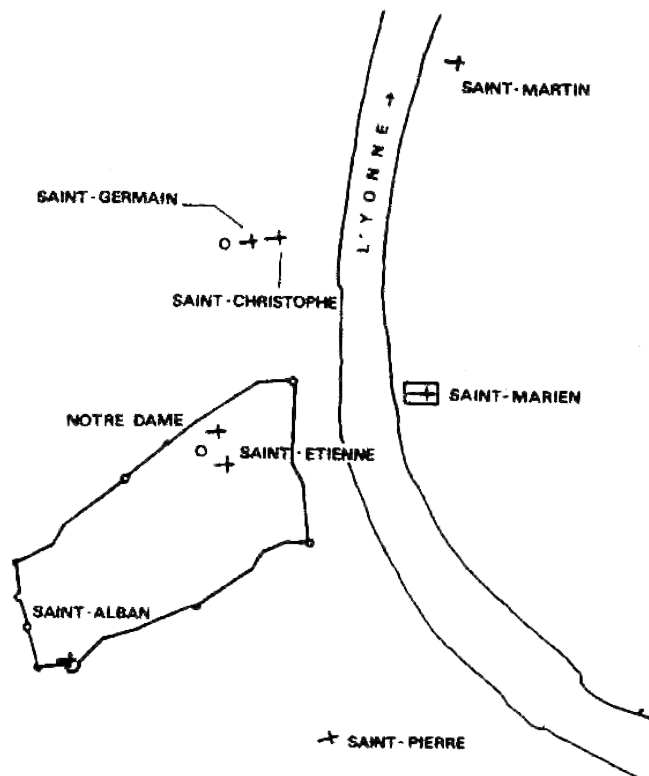 SAINT-MARTIN
L'YONNE →
SAINT-GERMAIN
SAINT-CHRISTOPHE
SAINT-MARIEN
NOTRE DAME
SAINT-ETIENNE
SAINT-ALBAN
SAINT-PIERRE